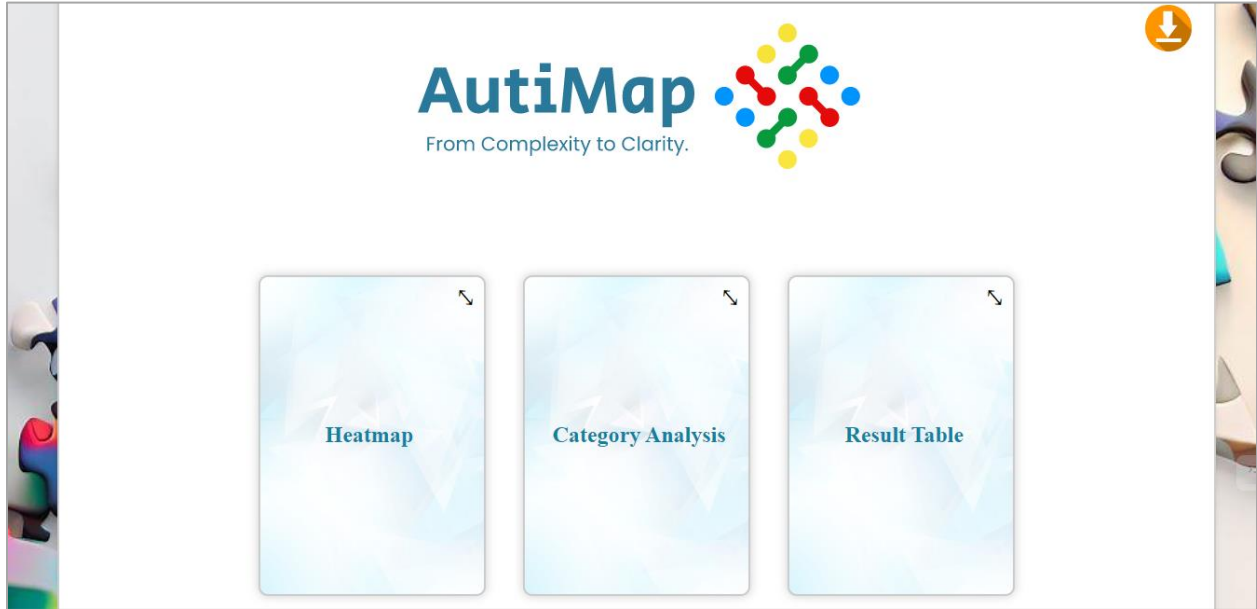 AutiMap
From Complexity to Clarity.
Heatmap
Category Analysis
Result Table